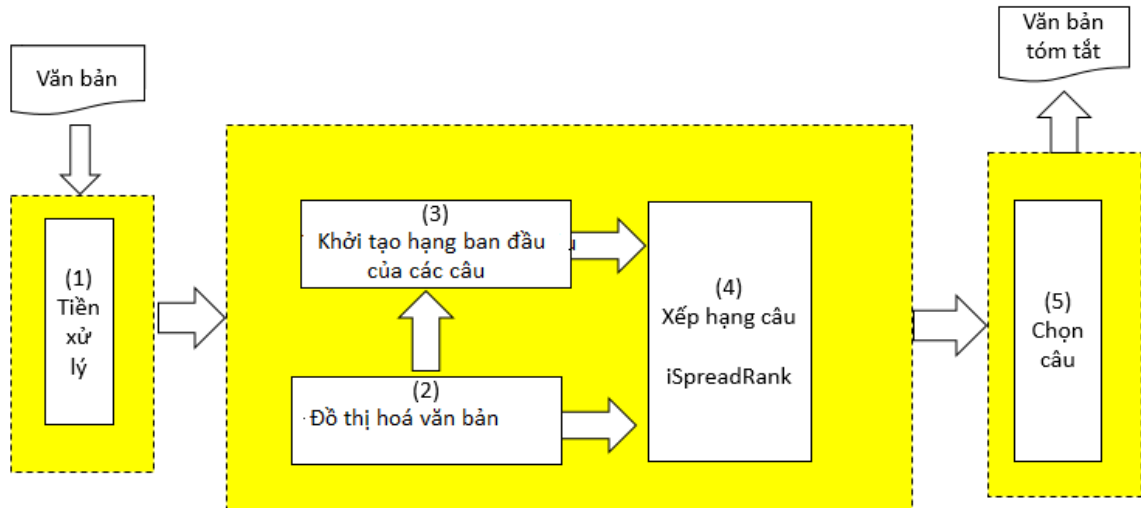 Văn bản
(1)
Tiền
xử
lý
(3)
Khởi tạo hạng ban đầu
của các câu
(2)
Đồ thị hoá văn bản
(4)
Xếp hạng câu
iSpreadRank
(5)
Chọn
câu
Văn bản
tóm tắt